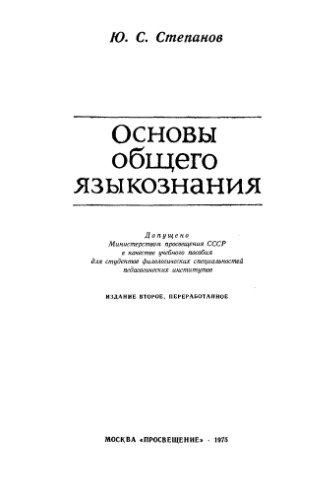 Ю. С. Степанов
Основы
общего
языкознания
Допущено
Министерством просвещения СССР
в качестве учебного пособия
для студентов филологических специальностей
педагогических институтов
ИЗДАНИЕ ВТОРОЕ, ПЕРЕРАБОТАННОЕ
МОСКВА «ПРОСВЕЩЕНИЕ» · 1975